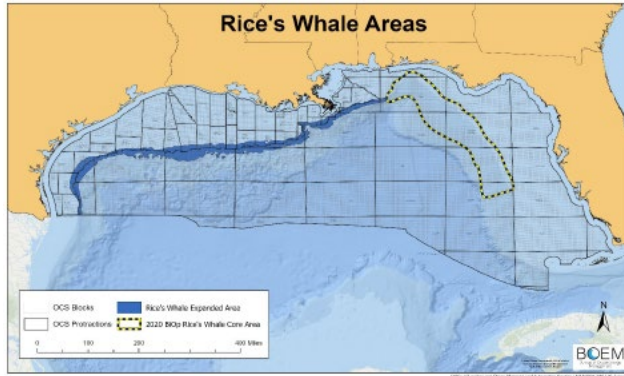 Rice's Whale Areas
OCS Blocks
Rice's Whale Expanded Area
OCS Protractions
2020 BiOp Rice's Whale Core Area
0 100 200 400 Miles
N
BOEM